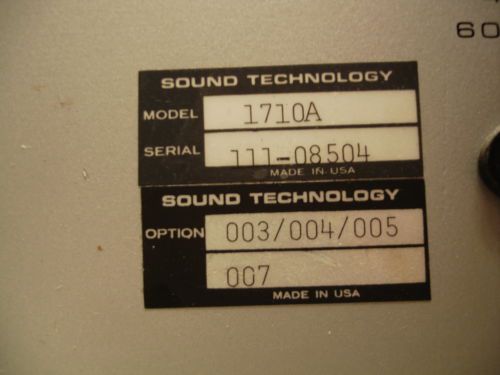 60
SOUND TECHNOLOGY
MODEL 1710A
SERIAL 111-08504
MADE IN USA
SOUND TECHNOLOGY
OPTION 003/004/005
007
MADE IN USA